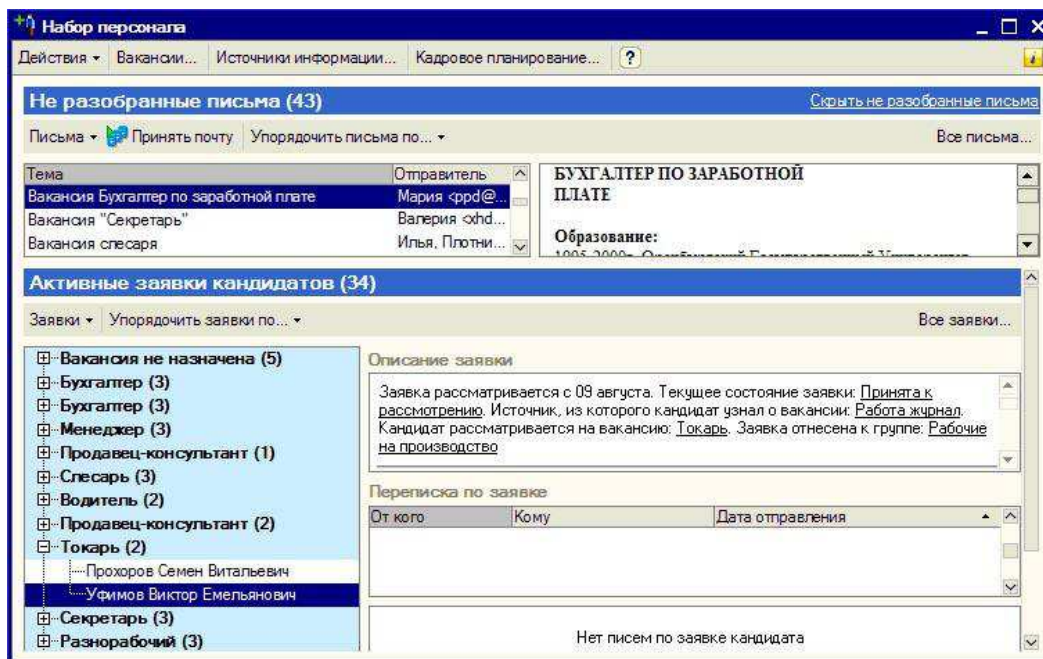 Набор персонала
Действия Вакансии... Источники информации... Кадровое планирование... ?
Не разобранные письма (43) Скрыть не разобранные письма
Письма Принять почту Упорядочить письма по... Все письма...
Тема Отправитель
Вакансия Бухгалтер по заработной плате Мария <ppd@...
Вакансия "Секретарь" Валерия <xhd...
Вакансия слесаря Илья, Плотни...
БУХГАЛТЕР ПО ЗАРАБОТНОЙ
ПЛАТЕ
Образование:
Активные заявки кандидатов (34)
Заявки Упорядочить заявки по... Все заявки...
Вакансия не назначена (5)
Бухгалтер (3)
Бухгалтер (3)
Менеджер (3)
Продавец-консультант (1)
Слесарь (3)
Водитель (2)
Продавец-консультант (2)
Токарь (2)
Прохоров Семен Витальевич
Уфимов Виктор Емельянович
Секретарь (3)
Разнорабочий (3)
Описание заявки
Заявка рассматривается с 09 августа. Текущее состояние заявки: Принята к
рассмотрению. Источник, из которого кандидат узнал о вакансии: Работа журнал.
Кандидат рассматривается на вакансию: Токарь. Заявка отнесена к группе: Рабочие
на производство
Переписка по заявке
От кого Кому Дата отправления
Нет писем по заявке кандидата